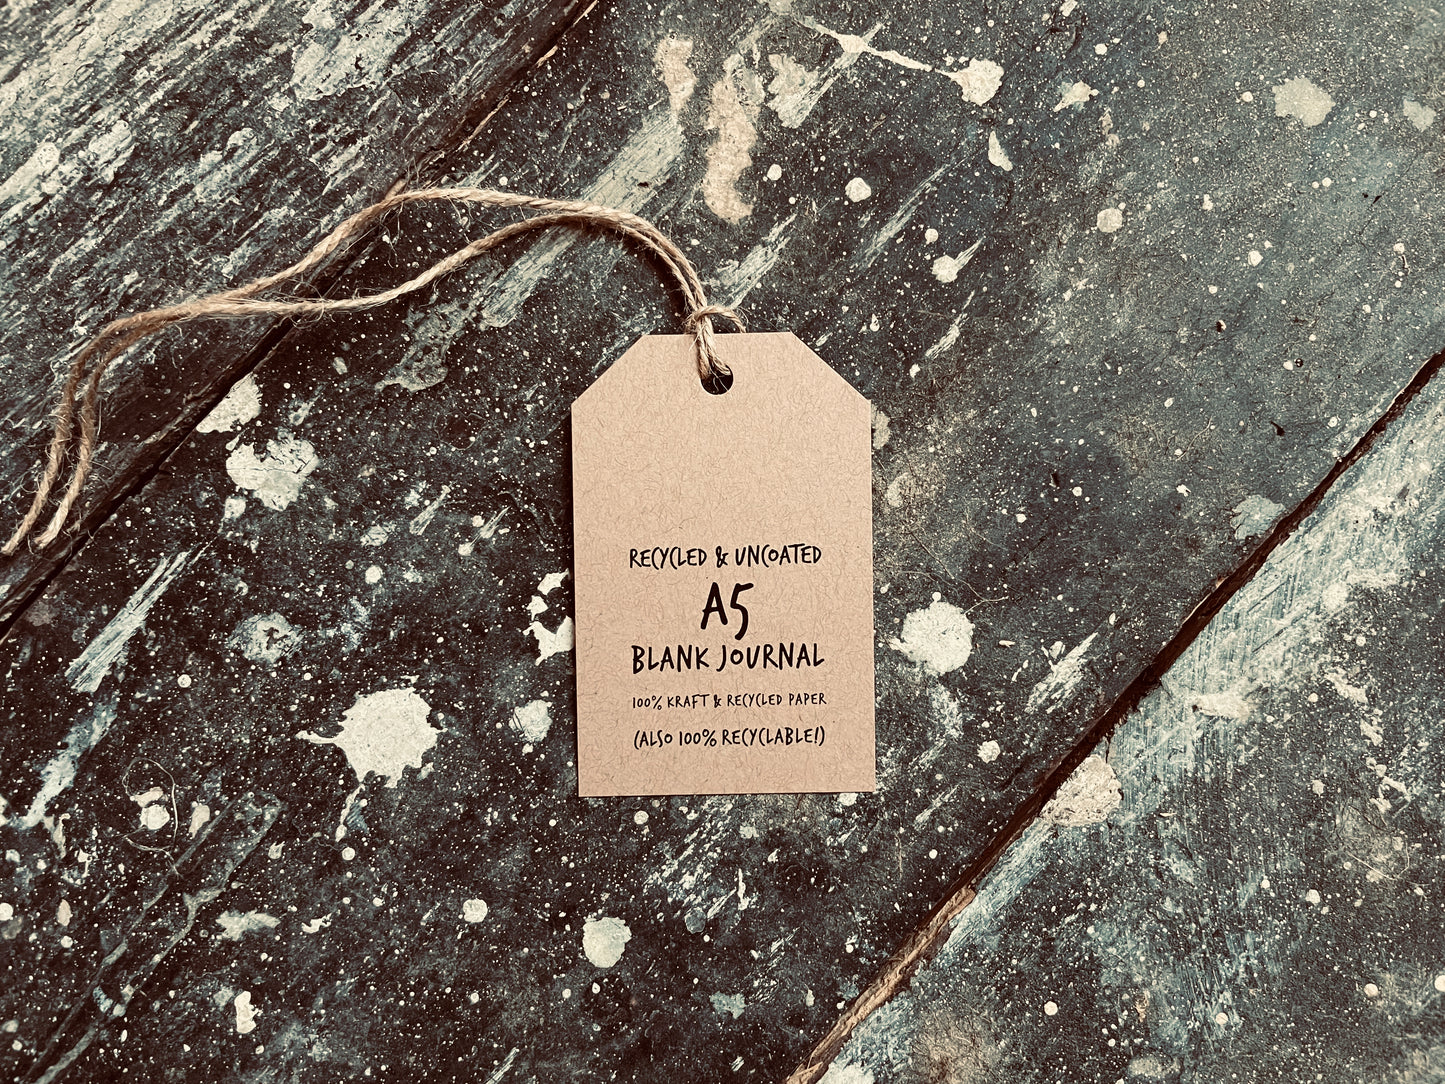 RECYCLED & UNCOATED
A5
BLANK JOURNAL
100% KRAFT & RECYCLED PAPER
(ALSO 100% RECYCLABLE!)